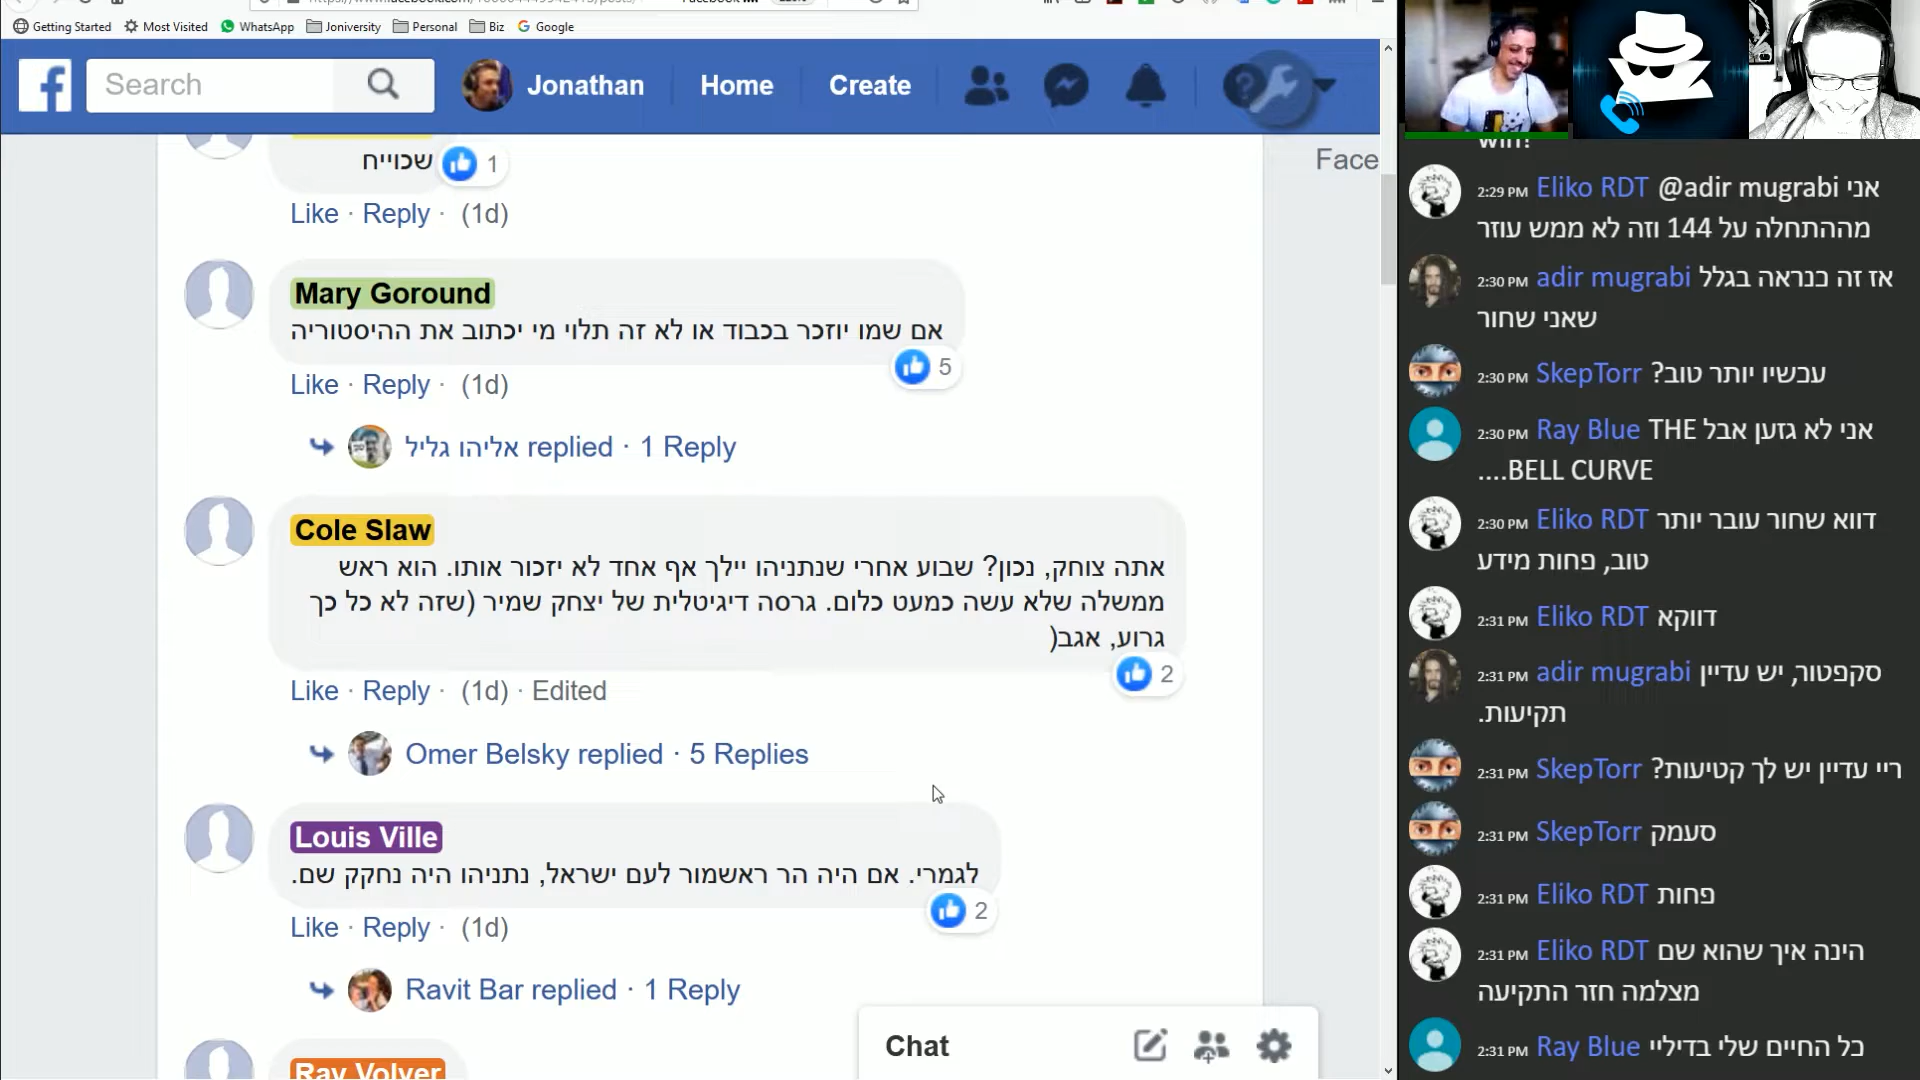 Getting Started Most Visited WhatsApp Joniversity Personal Biz Google
Search Jonathan Home Create
Face
שכוייח 1
Like · Reply · (1d)
Mary Goround
אם שמו יוזכר בכבוד או לא זה תלוי מי יכתוב את ההיסטוריה
5
Like · Reply · (1d)
אליהו גליל replied · 1 Reply
Cole Slaw
אתה צוחק, נכון? שבוע אחרי שנתניהו יילך אף אחד לא יזכור אותו. הוא ראש
ממשלה שלא עשה כמעט כלום. גרסה דיגיטלית של יצחק שמיר (שזה לא כל כך
גרוע, אגב(
2
Like · Reply · (1d) · Edited
Omer Belsky replied · 5 Replies
Louis Ville
לגמרי. אם היה הר ראשמור לעם ישראל, נתניהו היה נחקק שם.
2
Like · Reply · (1d)
Ravit Bar replied · 1 Reply
Ray Volver
Chat
win!
2:29 PM Eliko RDT @adir mugrabi אני
מההתחלה על 144 וזה לא ממש עוזר
2:30 PM adir mugrabi אז זה כנראה בגלל
שאני שחור
2:30 PM SkepTorr עכשיו יותר טוב?
2:30 PM Ray Blue אני לא גזען אבל THE
BELL CURVE....
2:30 PM Eliko RDT דווא שחור עובר יותר
טוב, פחות מידע
2:31 PM Eliko RDT דווקא
2:31 PM adir mugrabi סקפטור, יש עדיין
תקיעות.
2:31 PM SkepTorr ריי עדיין יש לך קטיעות?
2:31 PM SkepTorr סעמק
2:31 PM Eliko RDT פחות
2:31 PM Eliko RDT הינה איך שהוא שם
מצלמה חזר התקיעה
2:31 PM Ray Blue כל החיים שלי בדיליי